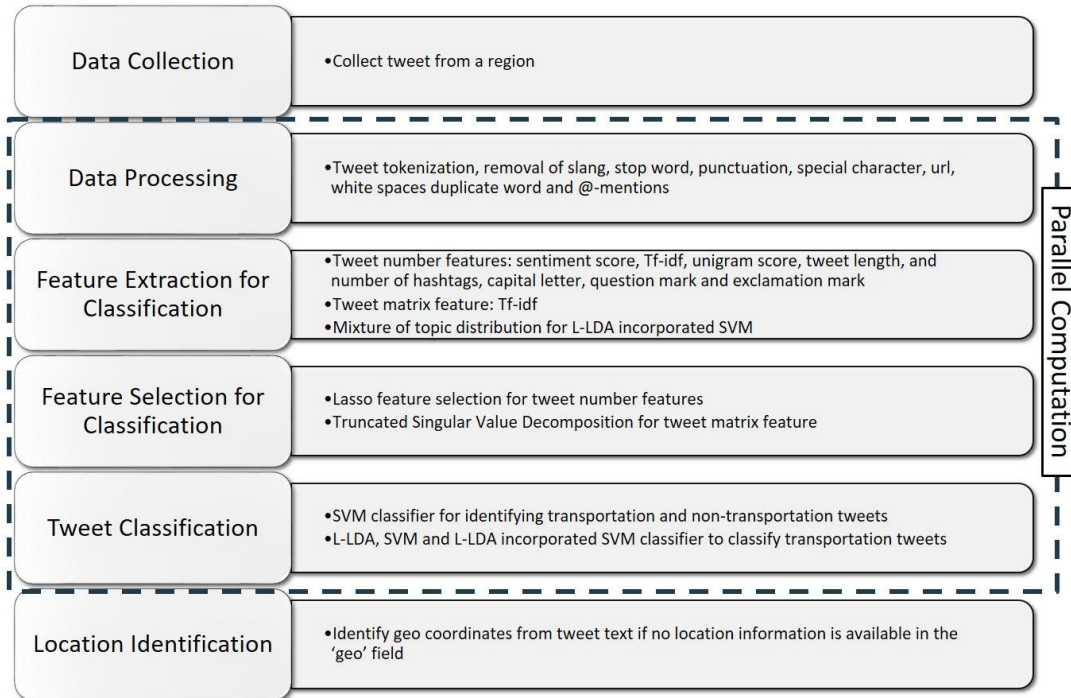 Data Collection
•Collect tweet from a region
Data Processing
•Tweet tokenization, removal of slang, stop word, punctuation, special character, url,
white spaces duplicate word and @-mentions
Feature Extraction for
Classification
•Tweet number features: sentiment score, Tf-idf, unigram score, tweet length, and
number of hashtags, capital letter, question mark and exclamation mark
•Tweet matrix feature: Tf-idf
•Mixture of topic distribution for L-LDA incorporated SVM
Feature Selection for
Classification
•Lasso feature selection for tweet number features
•Truncated Singular Value Decomposition for tweet matrix feature
Tweet Classification
•SVM classifier for identifying transportation and non-transportation tweets
•L-LDA, SVM and L-LDA incorporated SVM classifier to classify transportation tweets
Location Identification
•Identify geo coordinates from tweet text if no location information is available in the
‘geo’ field
Parallel Computation